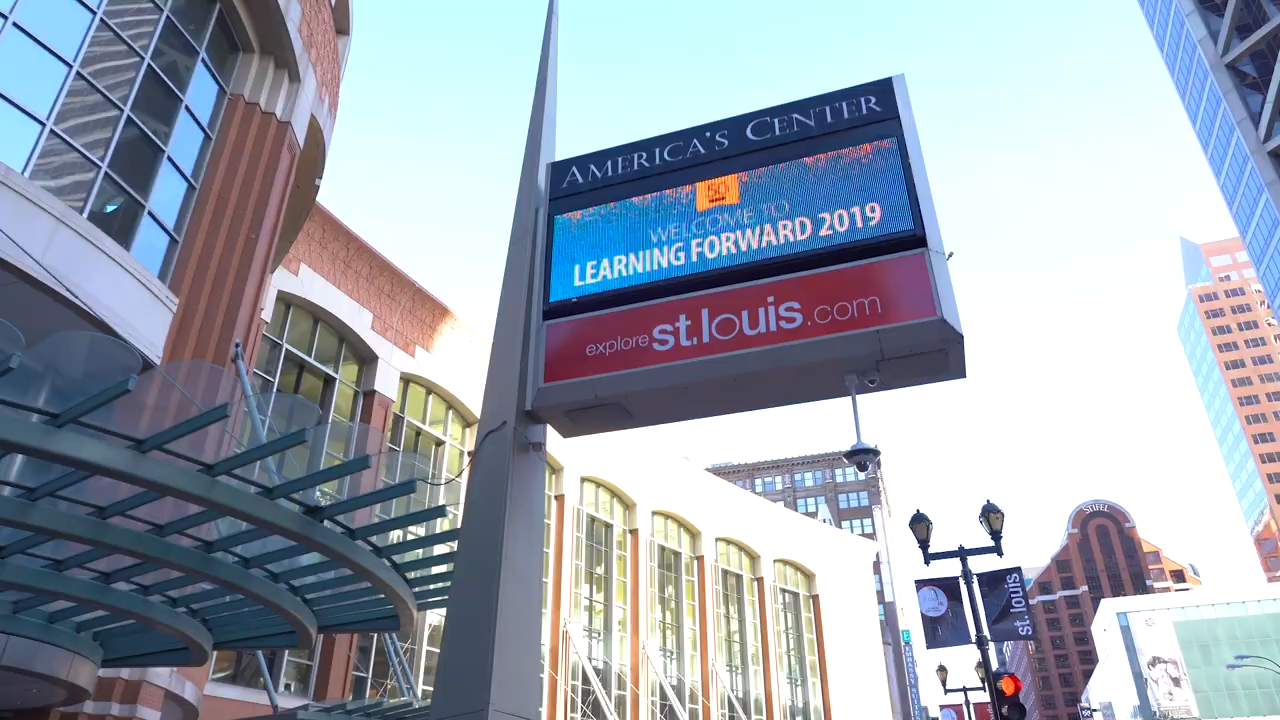 AMERICA'S CENTER
WELCOME TO
LEARNING FORWARD 2019
explore st.louis.com
STIFEL
st.louis